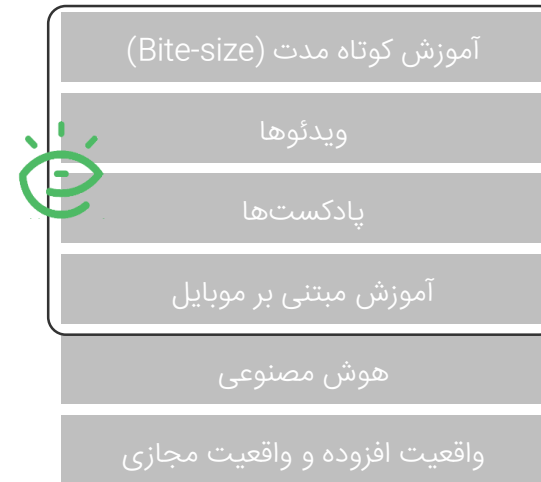 آموزش کوتاه مدت (Bite-size)
ویدئوها
پادکست‌ها
آموزش مبتنی بر موبایل
هوش مصنوعی
واقعیت افزوده و واقعیت مجازی